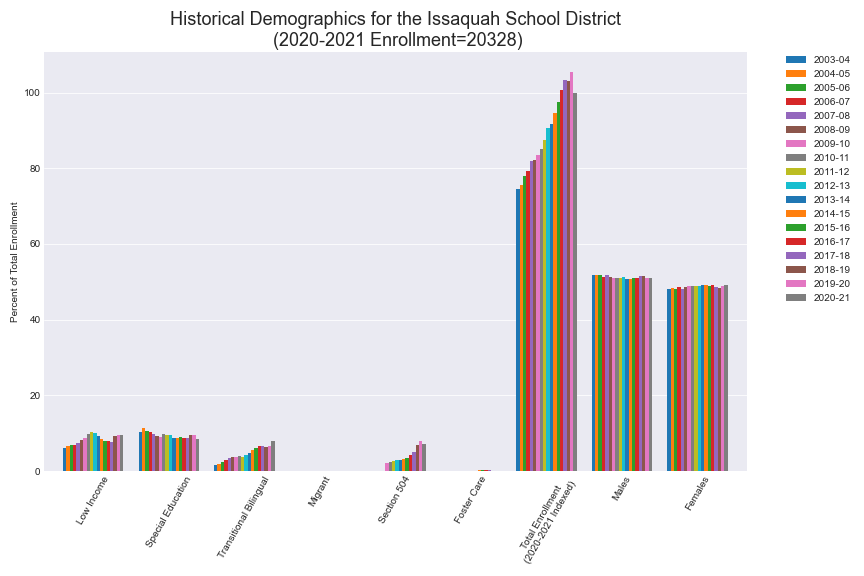 Historical Demographics for the Issaquah School District
(2020-2021 Enrollment=20328)
Percent of Total Enrollment
100
80
60
40
20
0
Low Income
Special Education
Transitional Bilingual
Migrant
Section 504
Foster Care
Total Enrollment
(2020-2021 Indexed)
Males
Females
2003-04
2004-05
2005-06
2006-07
2007-08
2008-09
2009-10
2010-11
2011-12
2012-13
2013-14
2014-15
2015-16
2016-17
2017-18
2018-19
2019-20
2020-21